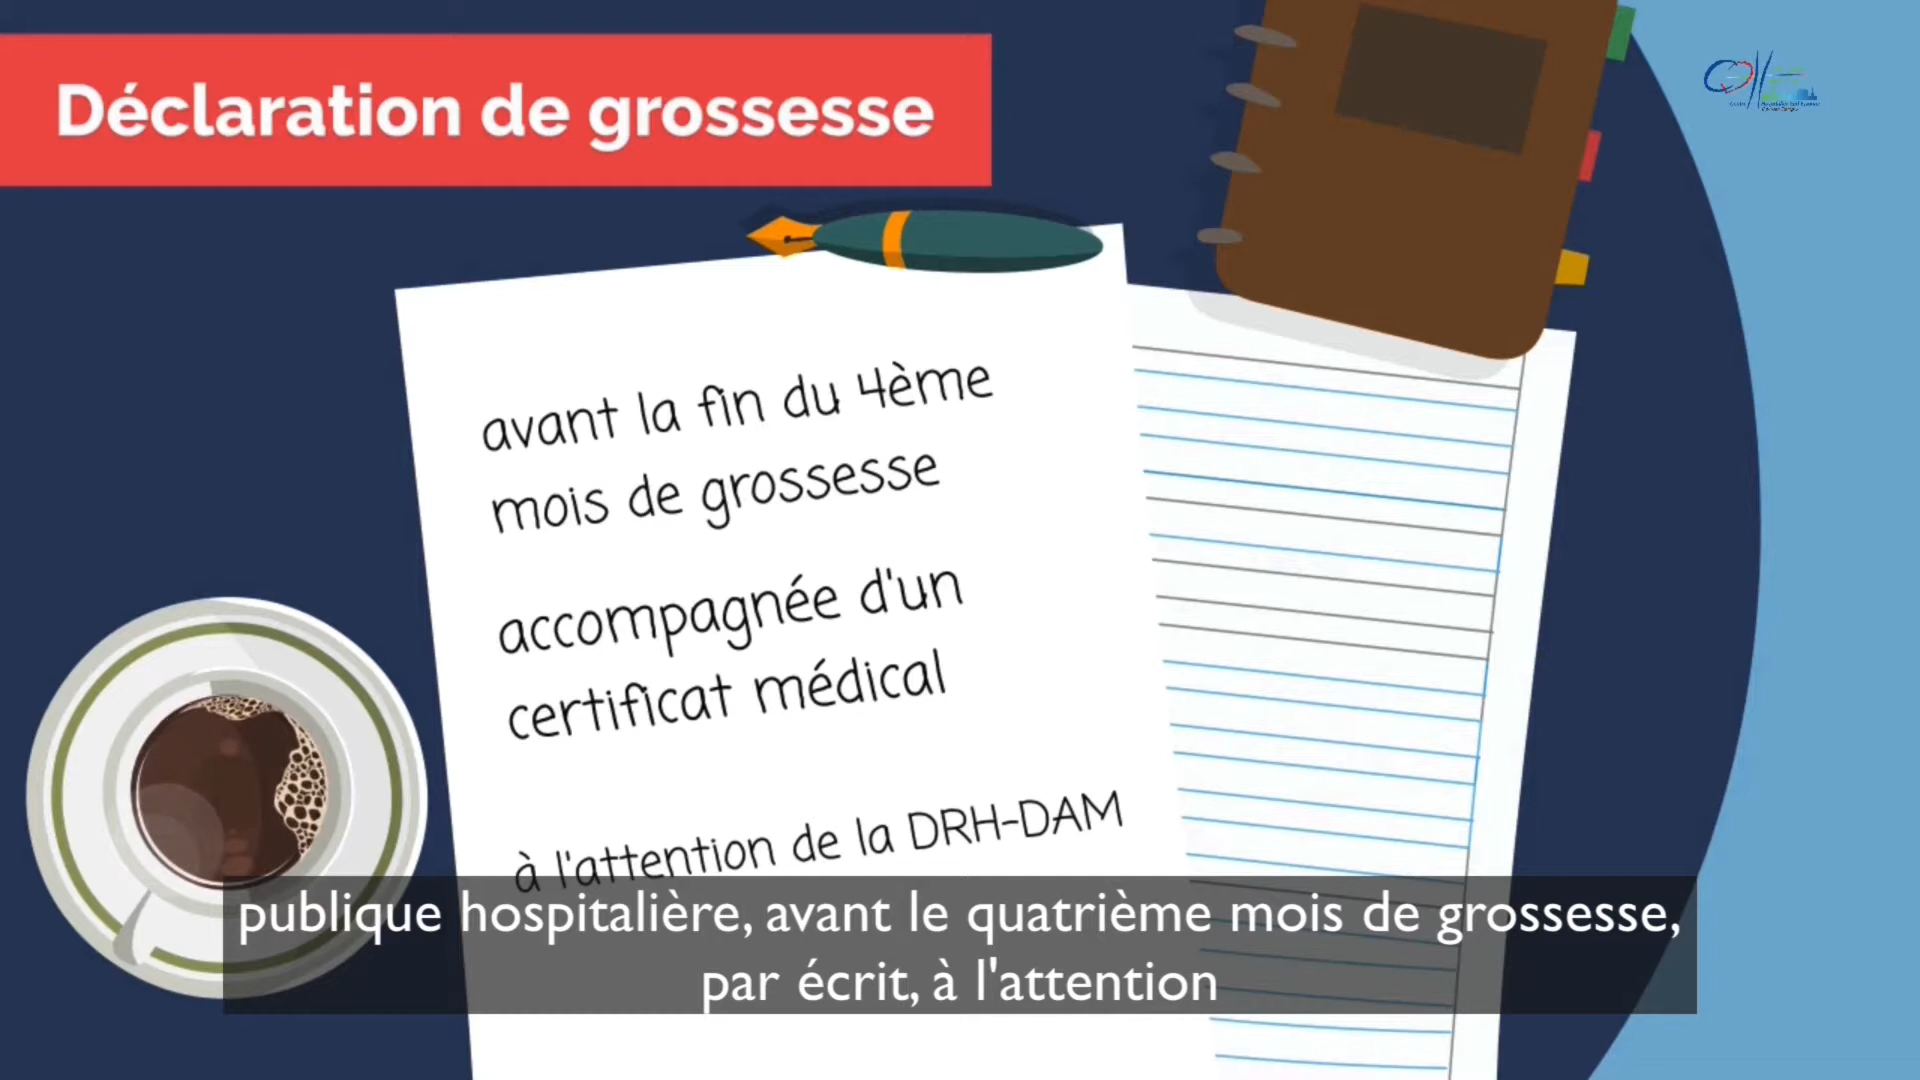 Déclaration de grossesse
avant la fin du 4ème
mois de grossesse
accompagnée d'un
certificat médical
à l'attention de la DRH-DAM
publique hospitalière, avant le quatrième mois de grossesse,
par écrit, à l'attention